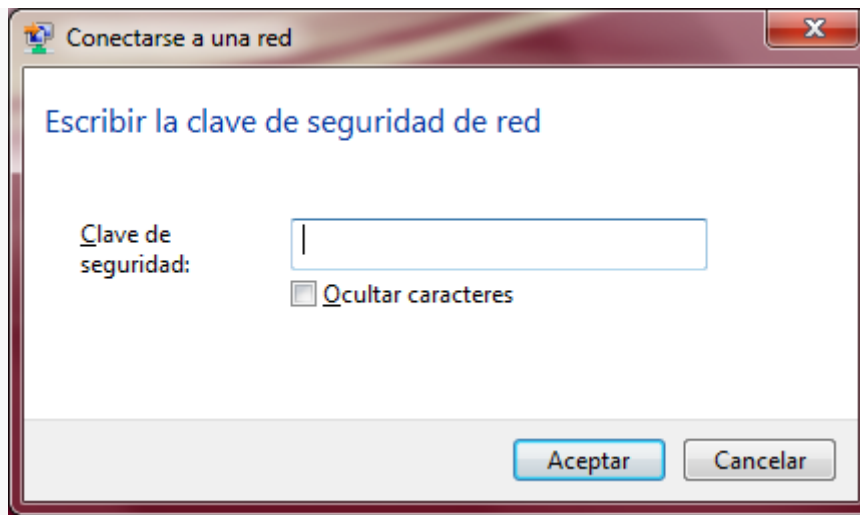 Conectarse a una red
Escribir la clave de seguridad de red
Clave de
seguridad:
Ocultar caracteres
Aceptar
Cancelar